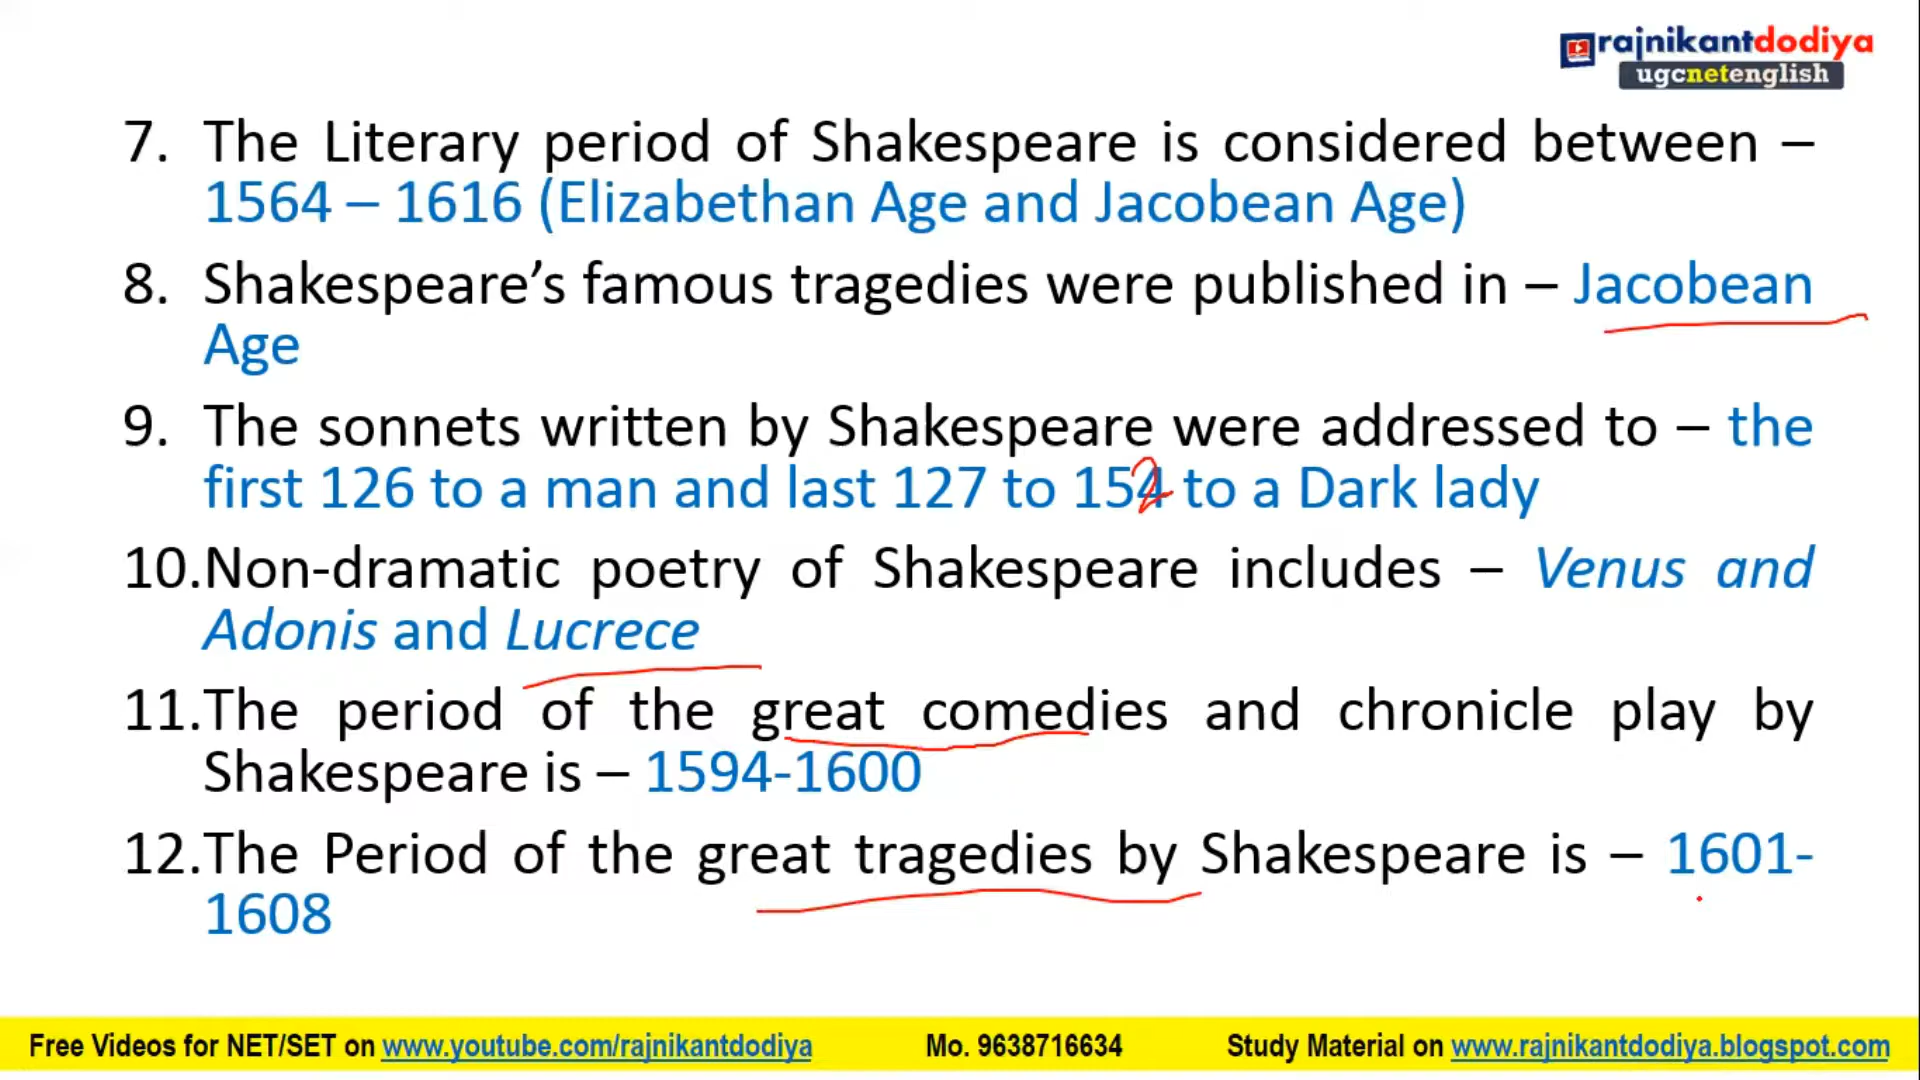 rajnikantdodiya
ugcnetenglish
7. The Literary period of Shakespeare is considered between –
1564 – 1616 (Elizabethan Age and Jacobean Age)
8. Shakespeare’s famous tragedies were published in – Jacobean
Age
9. The sonnets written by Shakespeare were addressed to – the
first 126 to a man and last 127 to 154 to a Dark lady
10.Non-dramatic poetry of Shakespeare includes – Venus and
Adonis and Lucrece
11.The period of the great comedies and chronicle play by
Shakespeare is – 1594-1600
12.The Period of the great tragedies by Shakespeare is – 1601-
1608
Free Videos for NET/SET on www.youtube.com/rajnikantdodiya Mo. 9638716634 Study Material on www.rajnikantdodiya.blogspot.com